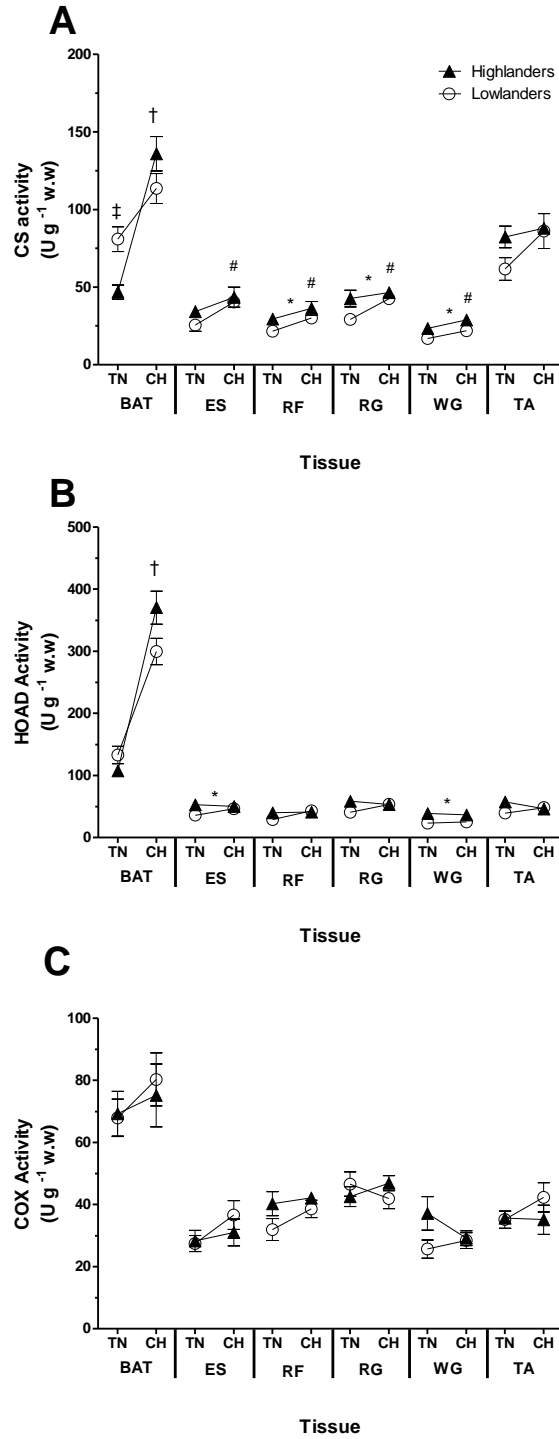 A
200
Highlanders
Lowlanders
†
150
CS activity
(U g -1 w.w)
‡
100
#
#
#
50
*
*
#
*
0
TN CH TN CH TN CH TN CH TN CH TN CH
BAT ES RF RG WG TA
Tissue
B
500
†
400
HOAD Activity
(U g -1 w.w)
300
200
100
*
*
0
TN CH TN CH TN CH TN CH TN CH TN CH
BAT ES RF RG WG TA
Tissue
C
100
80
COX Activity
(U g -1 w.w)
60
40
20
0
TN CH TN CH TN CH TN CH TN CH TN CH
BAT ES RF RG WG TA
Tissue